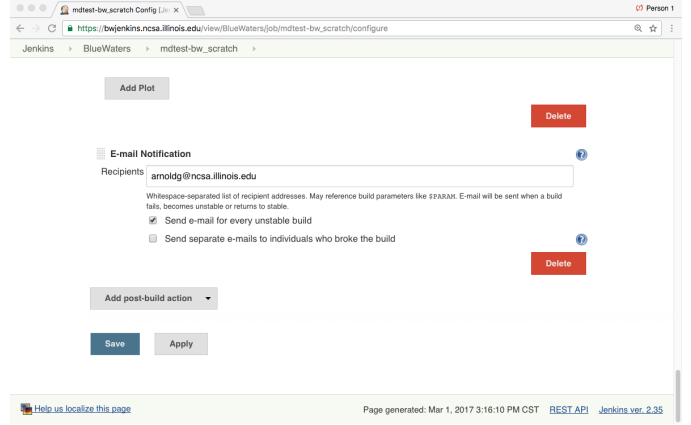 mdtest-bw_scratch Config [Je
Person 1
https://bwjenkins.ncsa.illinois.edu/view/BlueWaters/job/mdtest-bw_scratch/configure
Jenkins BlueWaters mdtest-bw_scratch
Add Plot
Delete
E-mail Notification
Recipients arnoldg@ncsa.illinois.edu
Whitespace-separated list of recipient addresses. May reference build parameters like $PARAM. E-mail will be sent when a build
fails, becomes unstable or returns to stable.
Send e-mail for every unstable build
Send separate e-mails to individuals who broke the build
Delete
Add post-build action
Save Apply
Help us localize this page Page generated: Mar 1, 2017 3:16:10 PM CST REST API Jenkins ver. 2.35